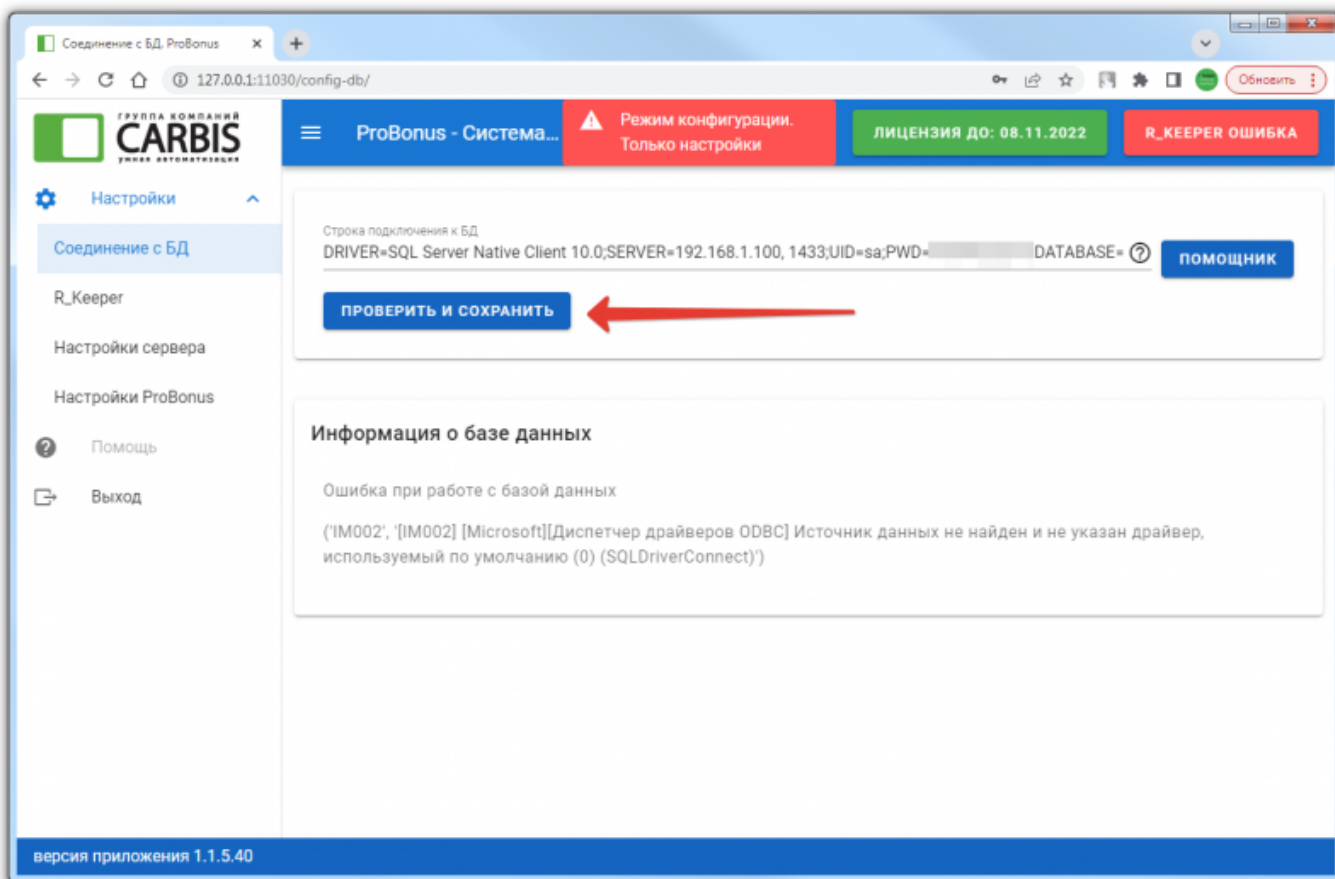 Соединение с БД, ProBonus
127.0.0.1:11030/config-db/
Обновить
ГРУППА КОМПАНИЙ
CARBIS
умная автоматизация
ProBonus - Система...
Режим конфигурации.
Только настройки
ЛИЦЕНЗИЯ ДО: 08.11.2022
R_KEEPER ОШИБКА
Настройки
Соединение с БД
R_Keeper
Настройки сервера
Настройки ProBonus
Помощь
Выход
Строка подключения к БД
DRIVER=SQL Server Native Client 10.0;SERVER=192.168.1.100, 1433;UID=sa;PWD= DATABASE=
ПОМОЩНИК
ПРОВЕРИТЬ И СОХРАНИТЬ
Информация о базе данных
Ошибка при работе с базой данных
('IM002', '[IM002] [Microsoft][Диспетчер драйверов ODBC] Источник данных не найден и не указан драйвер,
используемый по умолчанию (0) (SQLDriverConnect)')
версия приложения 1.1.5.40